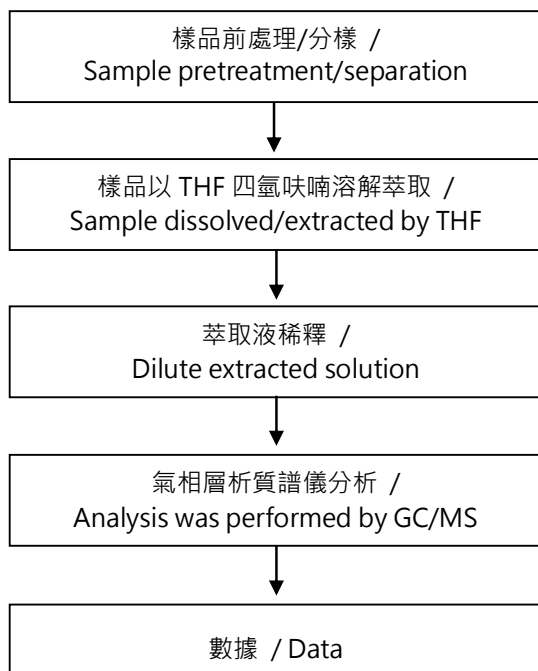 樣品前處理/分樣 /
Sample pretreatment/separation
樣品以 THF 四氫呋喃溶解萃取 /
Sample dissolved/extracted by THF
萃取液稀釋 /
Dilute extracted solution
氣相層析質譜儀分析 /
Analysis was performed by GC/MS
數據 / Data